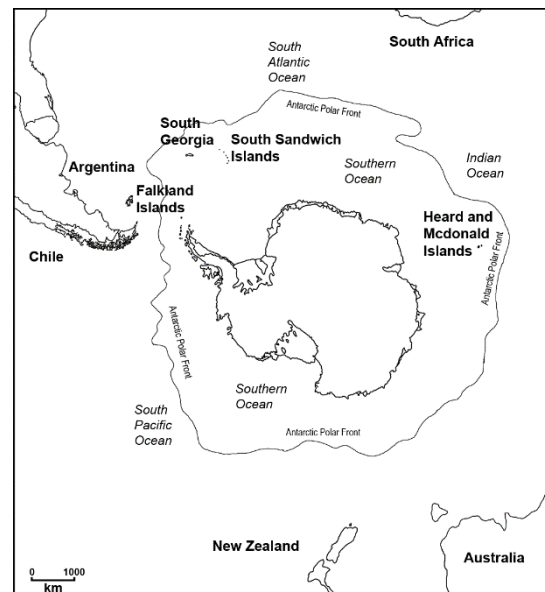 South Africa
South
Atlantic
Ocean
Antarctic Polar Front
South
Georgia
South Sandwich
Islands
Southern
Ocean
Indian
Ocean
Argentina
Falkland
Islands
Heard and
Mcdonald
Islands
Chile
Antarctic Polar Front
Antarctic Polar Front
Southern
Ocean
South
Pacific
Ocean
Antarctic Polar Front
New Zealand
Australia
0 1000
km